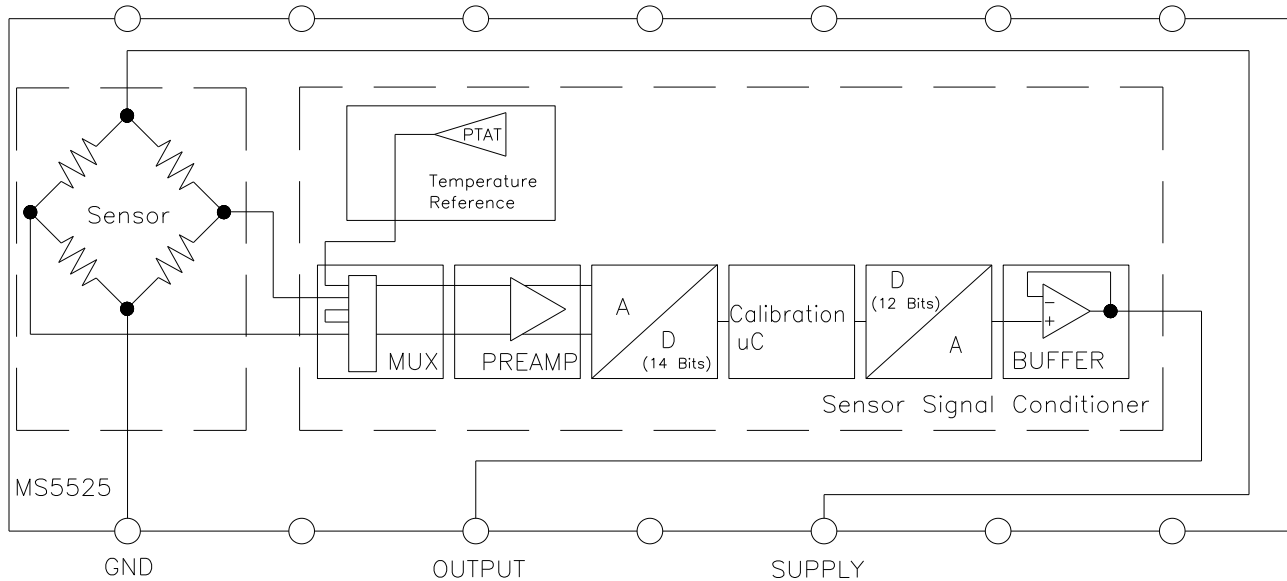 PTAT
Temperature
Reference
Sensor
MUX
PREAMP
A
D
(14 Bits)
Calibration
uC
D
(12 Bits)
A
−
+
BUFFER
Sensor Signal Conditioner
MS5525
GND
OUTPUT
SUPPLY